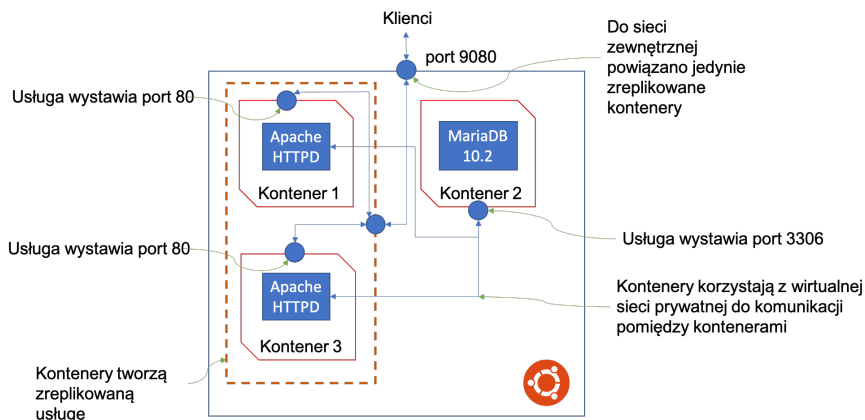 Klienci
port 9080
Do sieci
zewnętrznej
powiązano jedynie
zreplikowane
kontenery
Usługa wystawia port 80
Apache
HTTPD
Kontener 1
MariaDB
10.2
Kontener 2
Usługa wystawia port 80
Usługa wystawia port 3306
Apache
HTTPD
Kontener 3
Kontenery korzystają z wirtualnej
sieci prywatnej do komunikacji
pomiędzy kontenerami
Kontenery tworzą
zreplikowaną
usługę